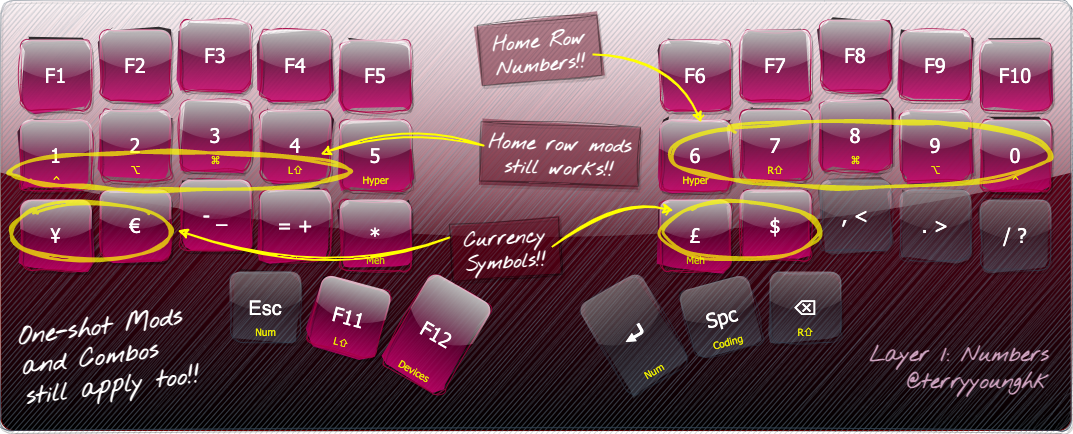 F1 F2 F3 F4 F5
Home Row
Numbers!!
F6 F7 F8 F9 F10
1 2 3 4 5
^ ⌥ ⌘ L⇧ Hyper
Home row mods
still works!!
6 7 8 9 0
Hyper R⇧ ⌘ ⌥ ^
¥ € - _ = + *
Meh
Currency
Symbols!!
£ $ , < . > / ?
Meh
Esc F11 F12
Num L⇧ Devices
↵ Spc ⌫
Num Coding R⇧
One-shot Mods
and Combos
still apply too!!
Layer 1: Numbers
@terryyounghk